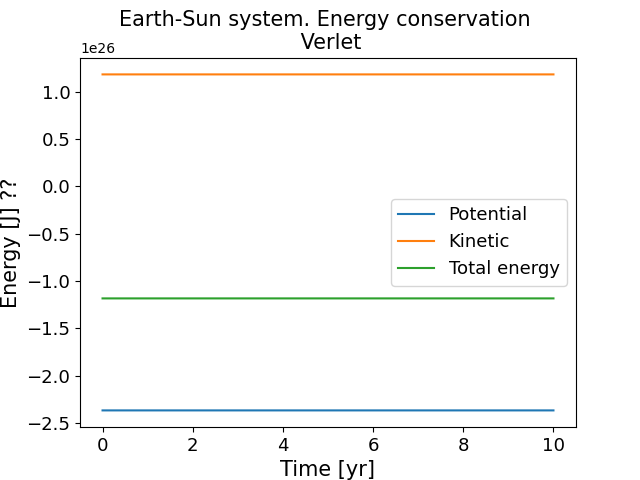 Earth-Sun system. Energy conservation
Verlet
1e26
1.0
0.5
0.0
−0.5
−1.0
−1.5
−2.0
−2.5
Energy [J] ??
Potential
Kinetic
Total energy
0 2 4 6 8 10
Time [yr]